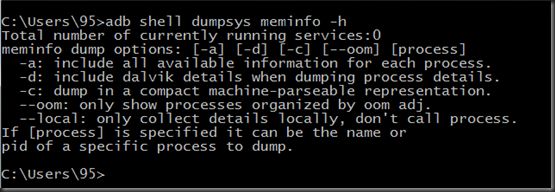 C:\Users\95>adb shell dumpsys meminfo -h
Total number of currently running services:0
meminfo dump options: [-a] [-d] [-c] [--oom] [process]
  -a: include all available information for each process.
  -d: include dalvik details when dumping process details.
  -c: dump in a compact machine-parseable representation.
  --oom: only show processes organized by oom adj.
  --local: only collect details locally, don't call process.
If [process] is specified it can be the name or
pid of a specific process to dump.
C:\Users\95>